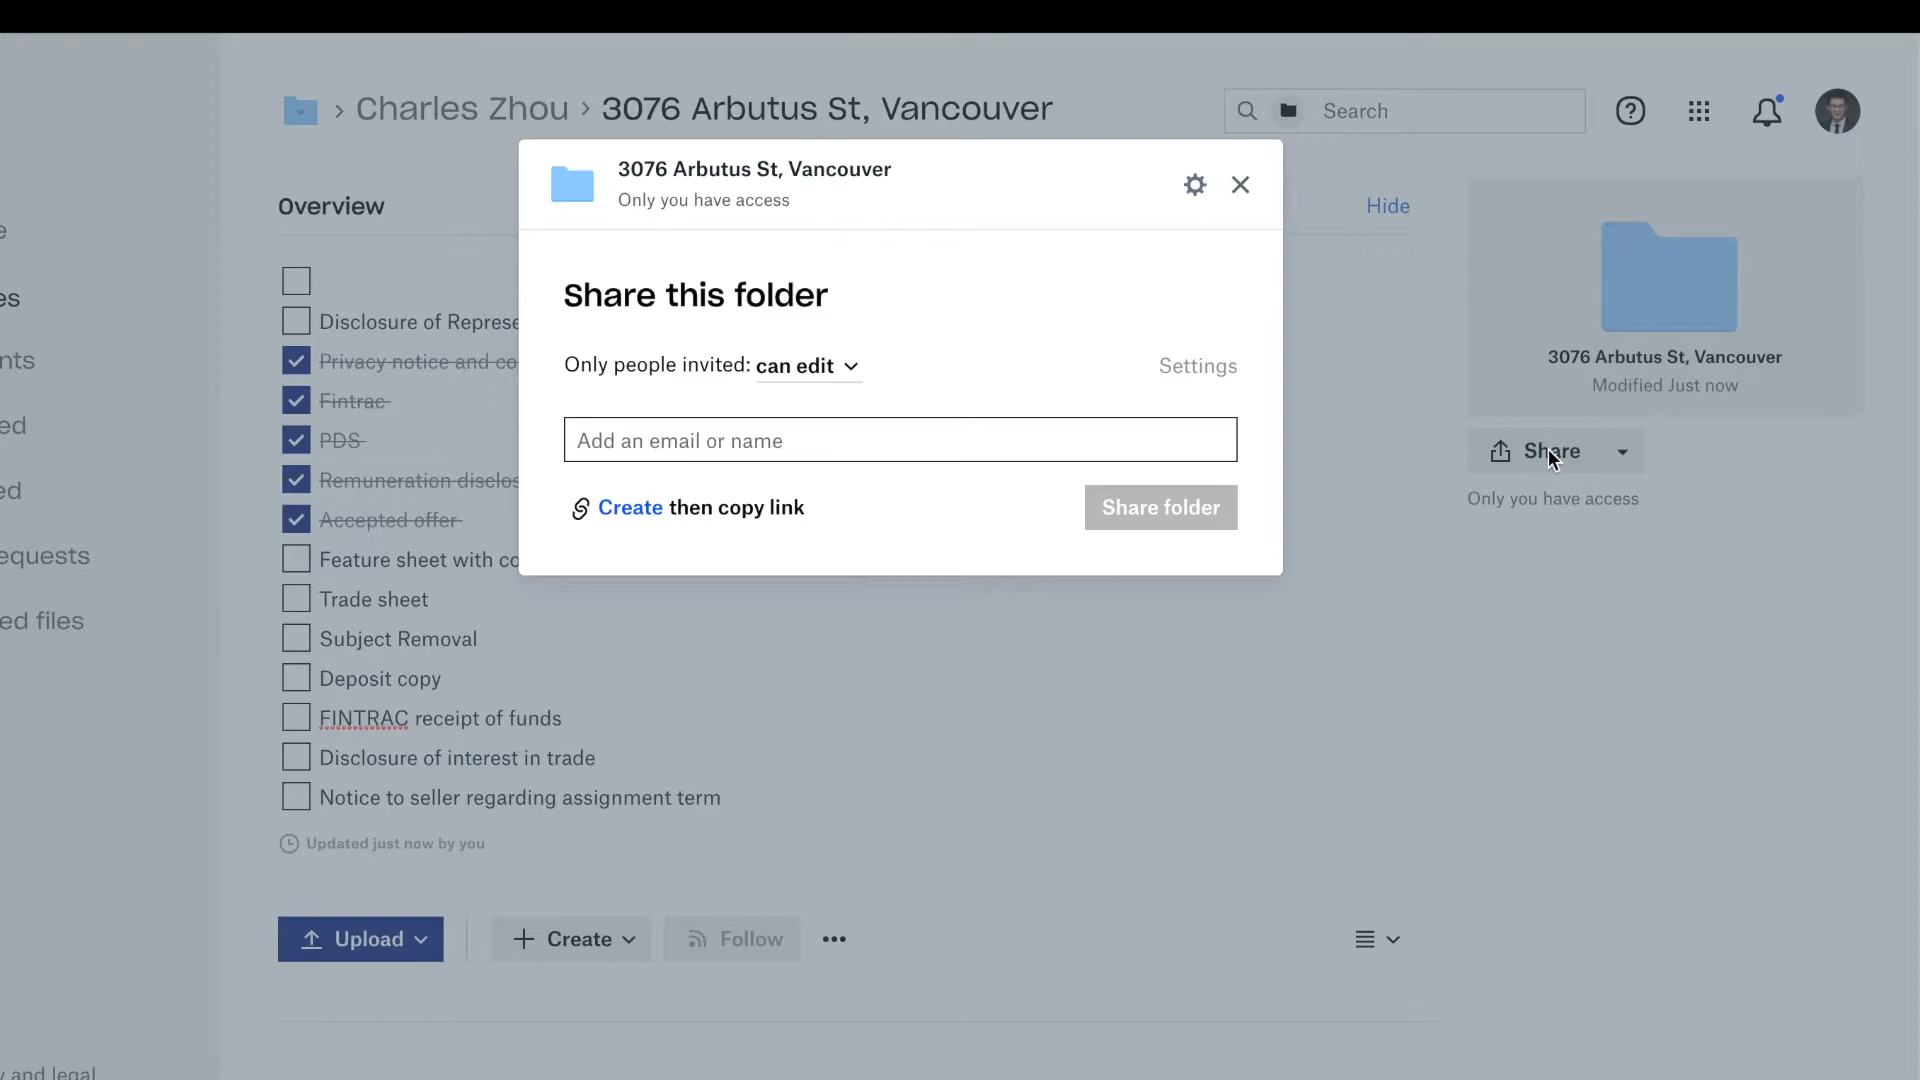 › Charles Zhou › 3076 Arbutus St, Vancouver
Search
3076 Arbutus St, Vancouver
Only you have access
Overview
Hide
Share this folder
Only people invited: can edit
Settings
Add an email or name
Create then copy link
Share folder
Disclosure of Represe
Privacy notice and co
Fintrac
PDS
Remuneration disclos
Accepted offer
Feature sheet with co
Trade sheet
Subject Removal
Deposit copy
FINTRAC receipt of funds
Disclosure of interest in trade
Notice to seller regarding assignment term
Updated just now by you
Upload
Create
Follow
3076 Arbutus St, Vancouver
Modified Just now
Share
Only you have access
e
es
nts
ed
ed
equests
ed files
y and legal